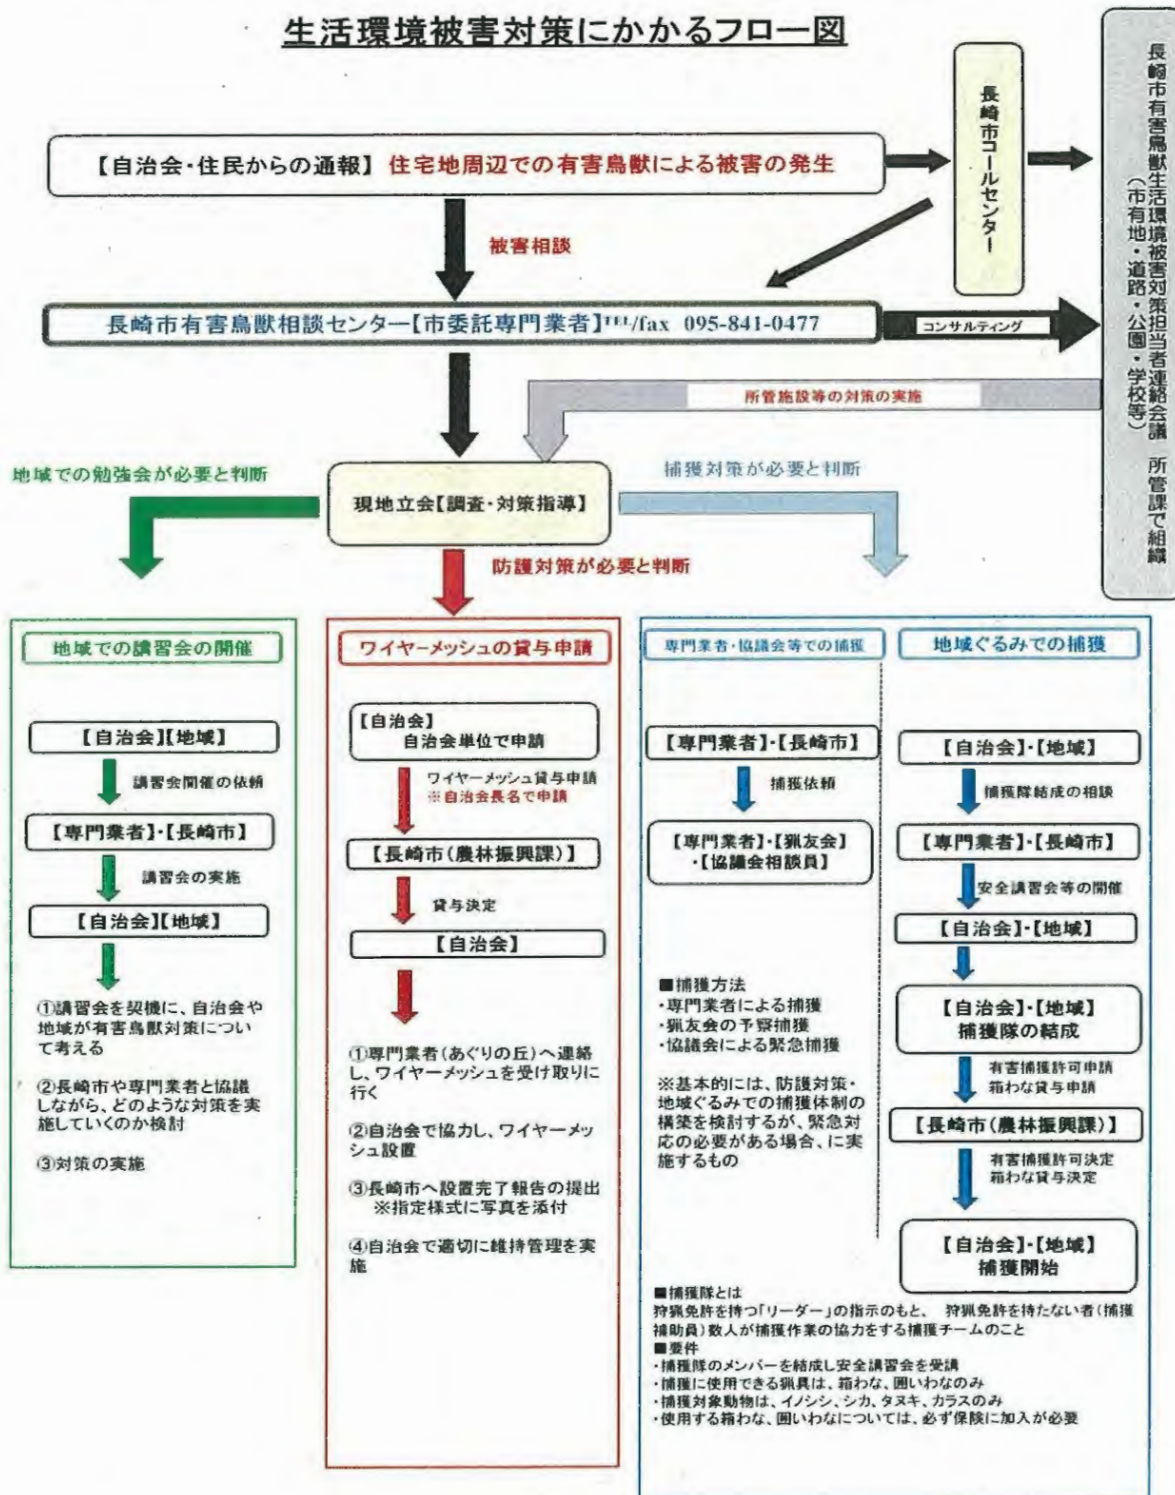 生活環境被害対策にかかるフロー図
【自治会・住民からの通報】 住宅地周辺での有害鳥獣による被害の発生
長崎市コールセンター
長崎市有害鳥獣生活環境被害対策担当者連絡会議 所管課で組織
(市有地・道路・公園・学校等)
被害相談
長崎市有害鳥獣相談センター【市委託専門業者】TEL/fax 095-841-0477
コンサルティング
所管施設等の対策の実施
地域での勉強会が必要と判断
捕獲対策が必要と判断
現地立会【調査・対策指導】
防護対策が必要と判断
地域での講習会の開催
【自治会】【地域】
講習会開催の依頼
【専門業者】・【長崎市】
講習会の実施
【自治会】【地域】
①講習会を契機に、自治会や
地域が有害鳥獣対策につい
て考える
②長崎市や専門業者と協議
しながら、どのような対策を実
施していくのか検討
③対策の実施
ワイヤーメッシュの貸与申請
【自治会】
自治会単位で申請
ワイヤーメッシュ貸与申請
※自治会長名で申請
【長崎市(農林振興課)】
貸与決定
【自治会】
①専門業者(あぐりの丘)へ連絡
し、ワイヤーメッシュを受け取りに
行く
②自治会で協力し、ワイヤーメッ
シュ設置
③長崎市へ設置完了報告の提出
※指定様式に写真を添付
④自治会で適切に維持管理を実
施
専門業者・協議会等での捕獲
【専門業者】・【長崎市】
捕獲依頼
【専門業者】・【猟友会】
・【協議会相談員】
■捕獲方法
・専門業者による捕獲
・猟友会の予察捕獲
・協議会による緊急捕獲
※基本的には、防護対策・
地域ぐるみでの捕獲体制の
構築を検討するが、緊急対
応の必要がある場合、に実
施するもの
地域ぐるみでの捕獲
【自治会】・【地域】
捕獲隊結成の相談
【専門業者】・【長崎市】
安全講習会等の開催
【自治会】・【地域】
【自治会】・【地域】
捕獲隊の結成
有害捕獲許可申請
箱わな貸与申請
【長崎市(農林振興課)】
有害捕獲許可決定
箱わな貸与決定
【自治会】・【地域】
捕獲開始
■捕獲隊とは
狩猟免許を持つ「リーダー」の指示のもと、 狩猟免許を持たない者(捕獲
補助員)数人が捕獲作業の協力をする捕獲チームのこと
■要件
・捕獲隊のメンバーを結成し安全講習会を受講
・捕獲に使用できる猟具は、箱わな、囲いわなのみ
・捕獲対象動物は、イノシシ、シカ、タヌキ、カラスのみ
・使用する箱わな、囲いわなについては、必ず保険に加入が必要